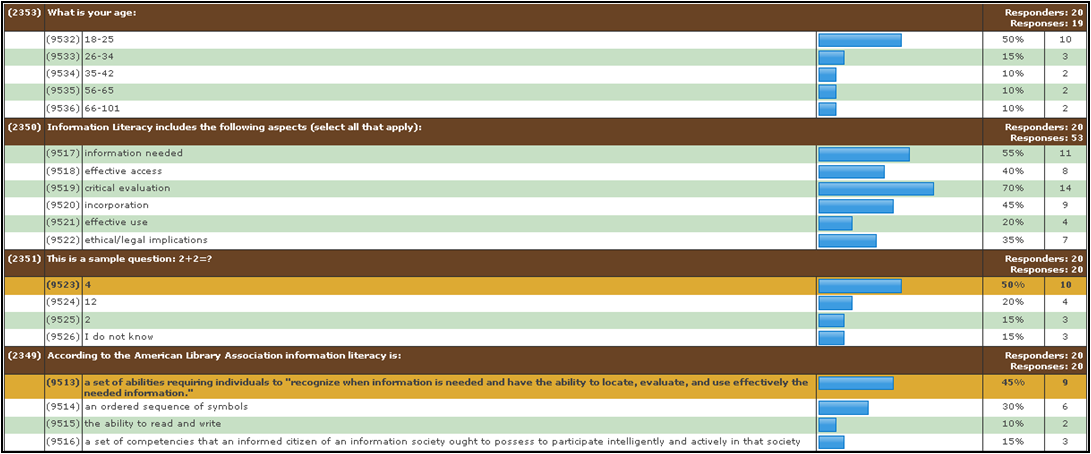 (2353) What is your age: Responders: 20
Responses: 19
(9532) 18-25 50% 10
(9533) 26-34 15% 3
(9534) 35-42 10% 2
(9535) 56-65 10% 2
(9536) 66-101 10% 2
(2350) Information Literacy includes the following aspects (select all that apply): Responders: 20
Responses: 53
(9517) information needed 55% 11
(9518) effective access 40% 8
(9519) critical evaluation 70% 14
(9520) incorporation 45% 9
(9521) effective use 20% 4
(9522) ethical/legal implications 35% 7
(2351) This is a sample question: 2+2=? Responders: 20
Responses: 20
(9523) 4 50% 10
(9524) 12 20% 4
(9525) 2 15% 3
(9526) I do not know 15% 3
(2349) According to the American Library Association information literacy is: Responders: 20
Responses: 20
(9513) a set of abilities requiring individuals to "recognize when information is needed and have the ability to locate, evaluate, and use effectively the 45% 9
needed information."
(9514) an ordered sequence of symbols 30% 6
(9515) the ability to read and write 10% 2
(9516) a set of competencies that an informed citizen of an information society ought to possess to participate intelligently and actively in that society 15% 3